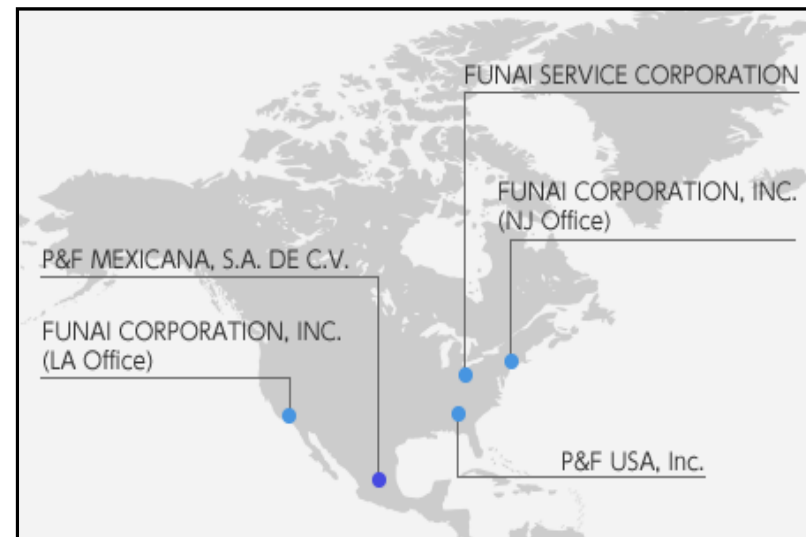 FUNAI SERVICE CORPORATION
FUNAI CORPORATION, INC.
(NJ Office)
P&F MEXICANA, S.A. DE C.V.
FUNAI CORPORATION, INC.
(LA Office)
P&F USA, Inc.